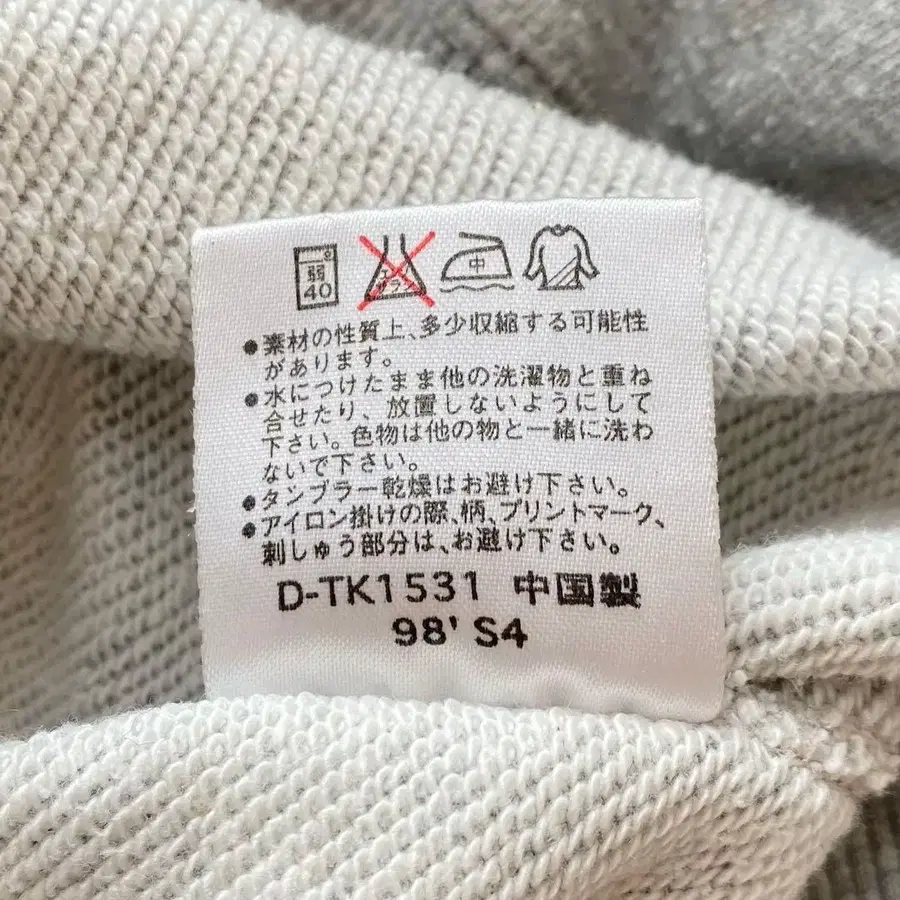 弱
40
エンソ
サラシ
中
●素材の性質上、多少収縮する可能性
があります。
●水につけたまま他の洗濯物と重ね
合せたり、放置しないようにして
下さい。色物は他の物と一緒に洗わ
ないで下さい。
●タンブラー乾燥はお避け下さい。
●アイロン掛けの際、柄、プリントマーク、
刺しゅう部分は、お避け下さい。
D-TK1531 中国製
98' S4